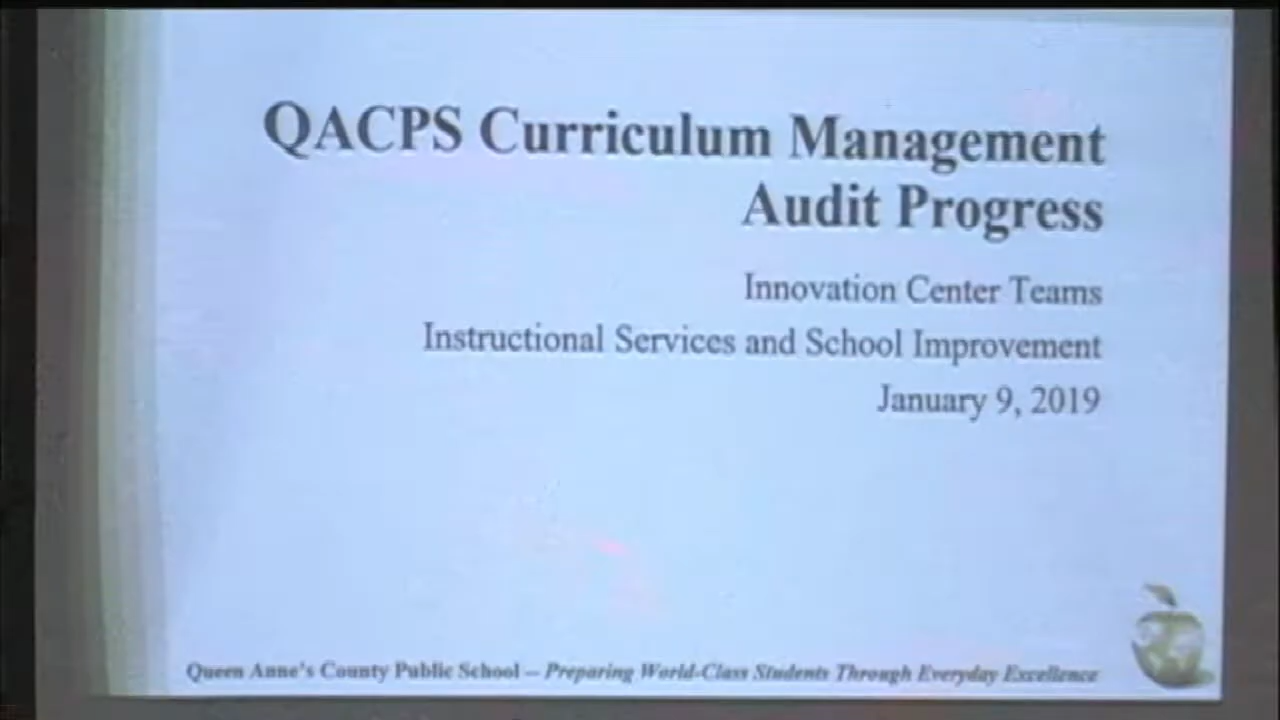 QACPS Curriculum Management
Audit Progress
Innovation Center Teams
Instructional Services and School Improvement
January 9, 2019
Queen Anne's County Public School – Preparing World-Class Students Through Everyday Excellence